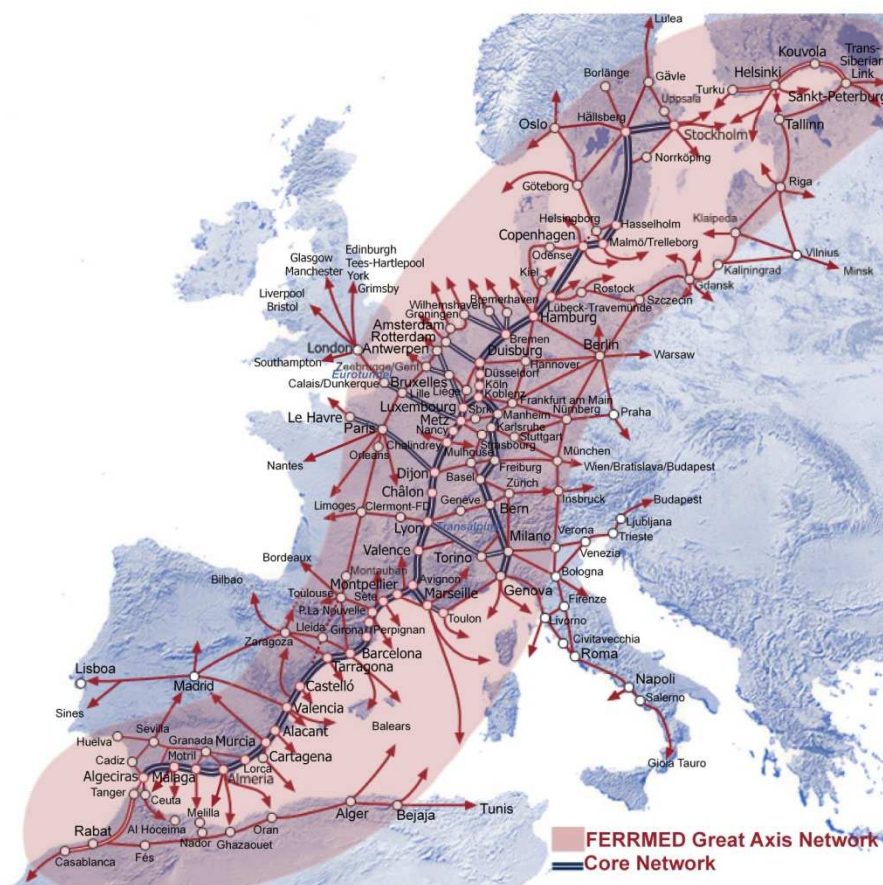 Lulea
Kouvola
Trans-
Siberian
Link
Helsinki
Borlänge
Gävle
Turku
Sankt-Peterburg
Uppsala
Oslo
Hällsberg
Stockholm
Tallinn
Norrköping
Göteborg
Riga
Klaipeda
Helsingborg
Hasselholm
Copenhagen
Malmö/Trelleborg
Odense
Vilnius
Kaliningrad
Minsk
Kiel
Gdansk
Rostock
Edinburgh
Glasgow
Tees-Hartlepool
Manchester
York
Grimsby
Szczecin
Lübeck-Travemünde
Wilhemshaven
Bremerhaven
Groningen
Hamburg
Liverpool
Bristol
Amsterdam
Rotterdam
Bremen
London
Antwerpen
Duisburg
Berlin
Warsaw
Southampton
Zeebrugge/Gent
Hannover
Eurotunnel
Düsseldorf
Calais/Dunkerque
Bruxelles
Köln
Lille
Liège
Koblenz
Frankfurt am Main
Luxembourg
Sbrk
Manheim
Nürnberg
Praha
Le Havre
Metz
Karlsruhe
Paris
Nancy
Stuttgart
Chalindrey
Strasbourg
Orleans
Mulhouse
München
Nantes
Dijon
Freiburg
Wien/Bratislava/Budapest
Basel
Zürich
Châlon
Genève
Insbruck
Limoges
Clermont-Fd
Bern
Budapest
Lyon
Transalpine
Ljubljana
Milano
Verona
Trieste
Valence
Torino
Venezia
Bordeaux
Montauban
Bologna
Bilbao
Montpellier
Avignon
Genova
Toulouse
Sète
Marseille
Firenze
P.La Nouvelle
Toulon
Livorno
Lleida
Girona
Perpignan
Zaragoza
Civitavecchia
Barcelona
Roma
Lisboa
Tarragona
Madrid
Castelló
Napoli
Salerno
Sines
Valencia
Balears
Sevilla
Alacant
Huelva
Granada
Murcia
Cartagena
Cadiz
Motril
Lorca
Gioia Tauro
Algeciras
Málaga
Almeria
Tanger
Ceuta
Melilla
Alger
Bejaja
Tunis
Rabat
Al Hoceima
Oran
Nador
Ghazaouet
Casablanca
Fés
FERRMED Great Axis Network
Core Network